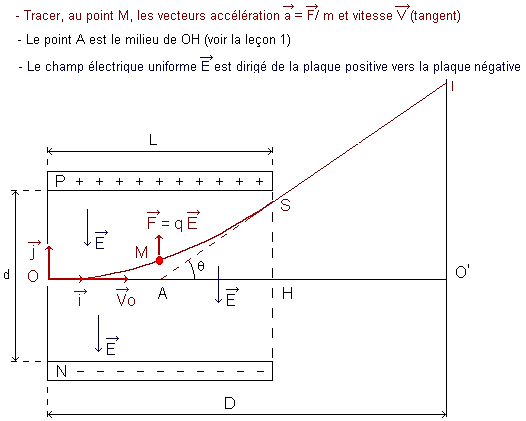 - Tracer, au point M, les vecteurs accélération a = F/ m et vitesse V (tangent)
- Le point A est le milieu de OH (voir la leçon 1)
- Le champ électrique uniforme E est dirigé de la plaque positive vers la plaque négative
I
L
P + + + + + + + + + +
S
F = q E
E
j
M
θ
d
O
O'
i
Vo
A
E
H
E
N - - - - - - - - - -
D